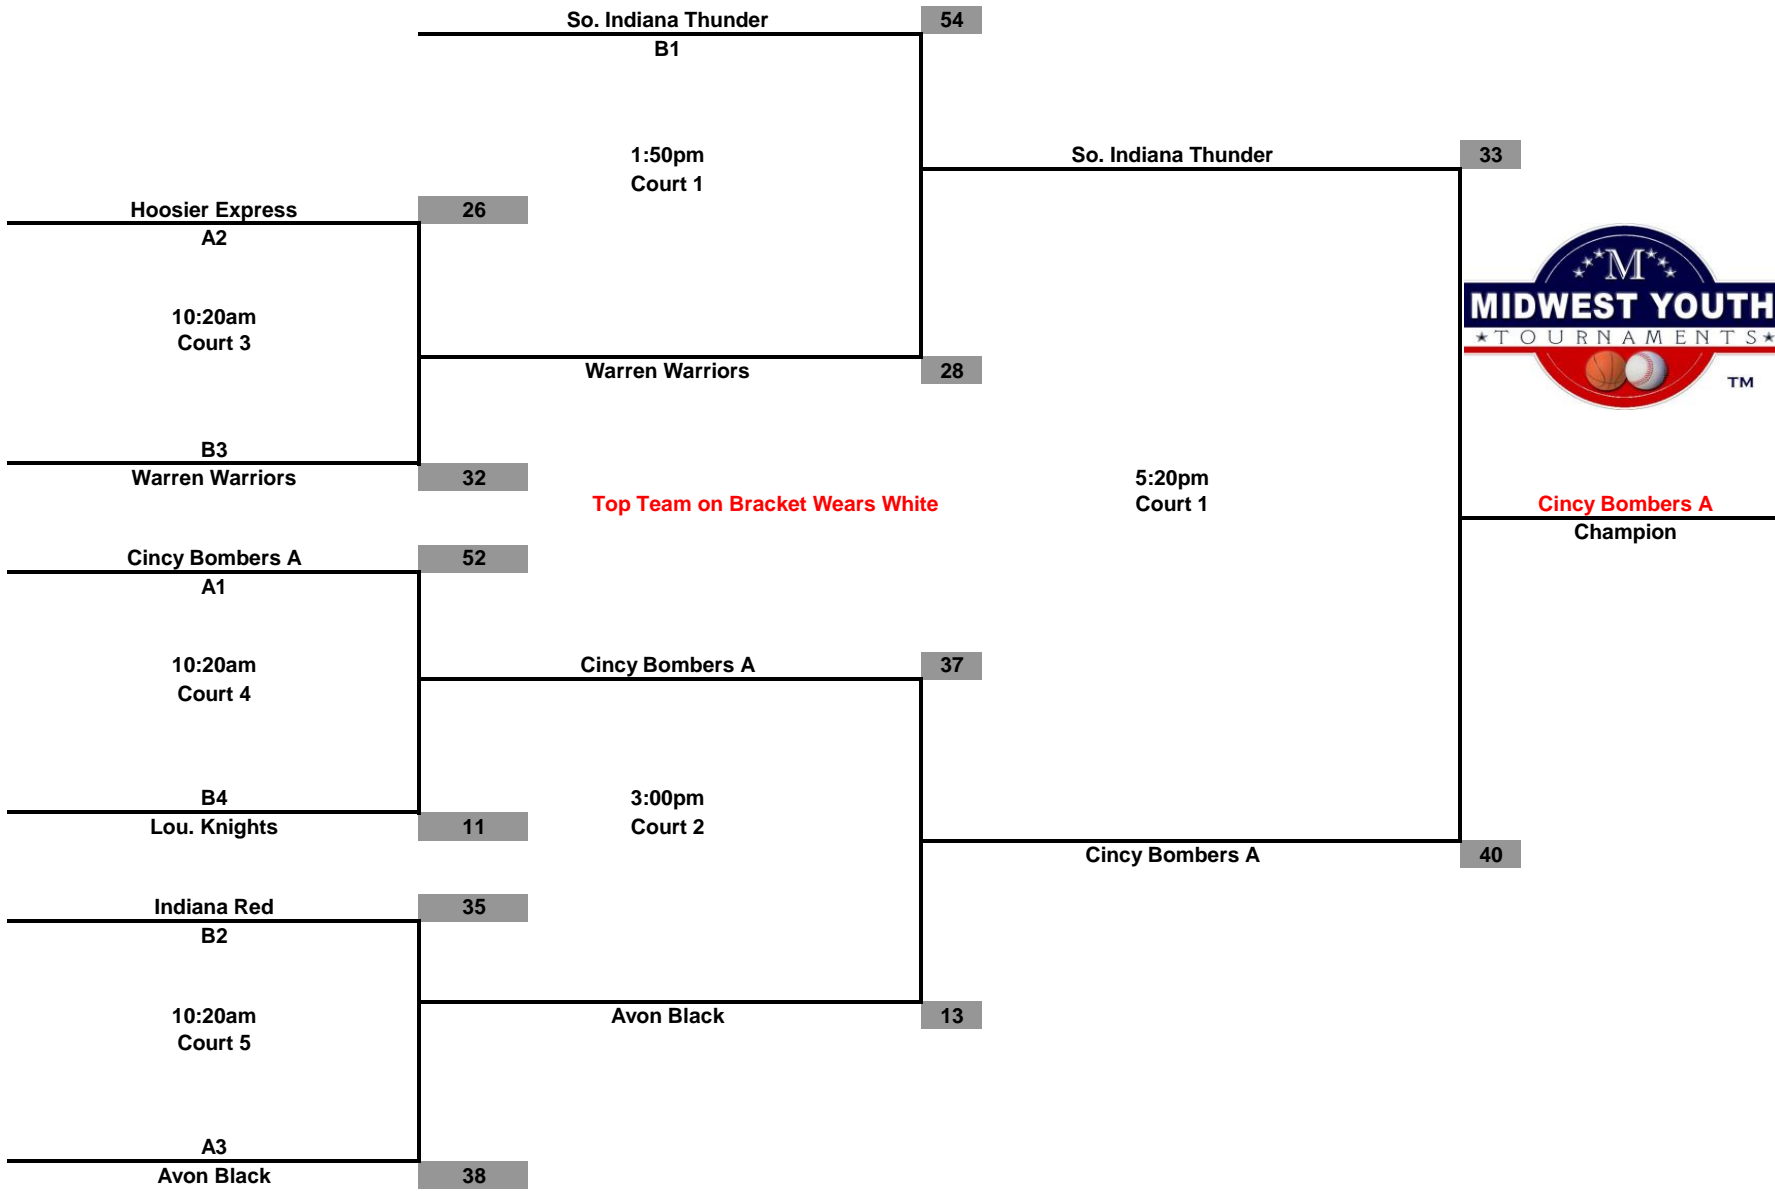 So. Indiana Thunder 54
B1
1:50pm
Court 1
So. Indiana Thunder 33
Hoosier Express 26
A2
10:20am
Court 3
M
MIDWEST YOUTH
TOURNAMENTS
TM
Warren Warriors 28
B3
Warren Warriors 32
Top Team on Bracket Wears White
5:20pm
Court 1
Cincy Bombers A
Champion
Cincy Bombers A 52
A1
10:20am
Court 4
Cincy Bombers A 37
B4
Lou. Knights 11
3:00pm
Court 2
Cincy Bombers A 40
Indiana Red 35
B2
10:20am
Court 5
Avon Black 13
A3
Avon Black 38